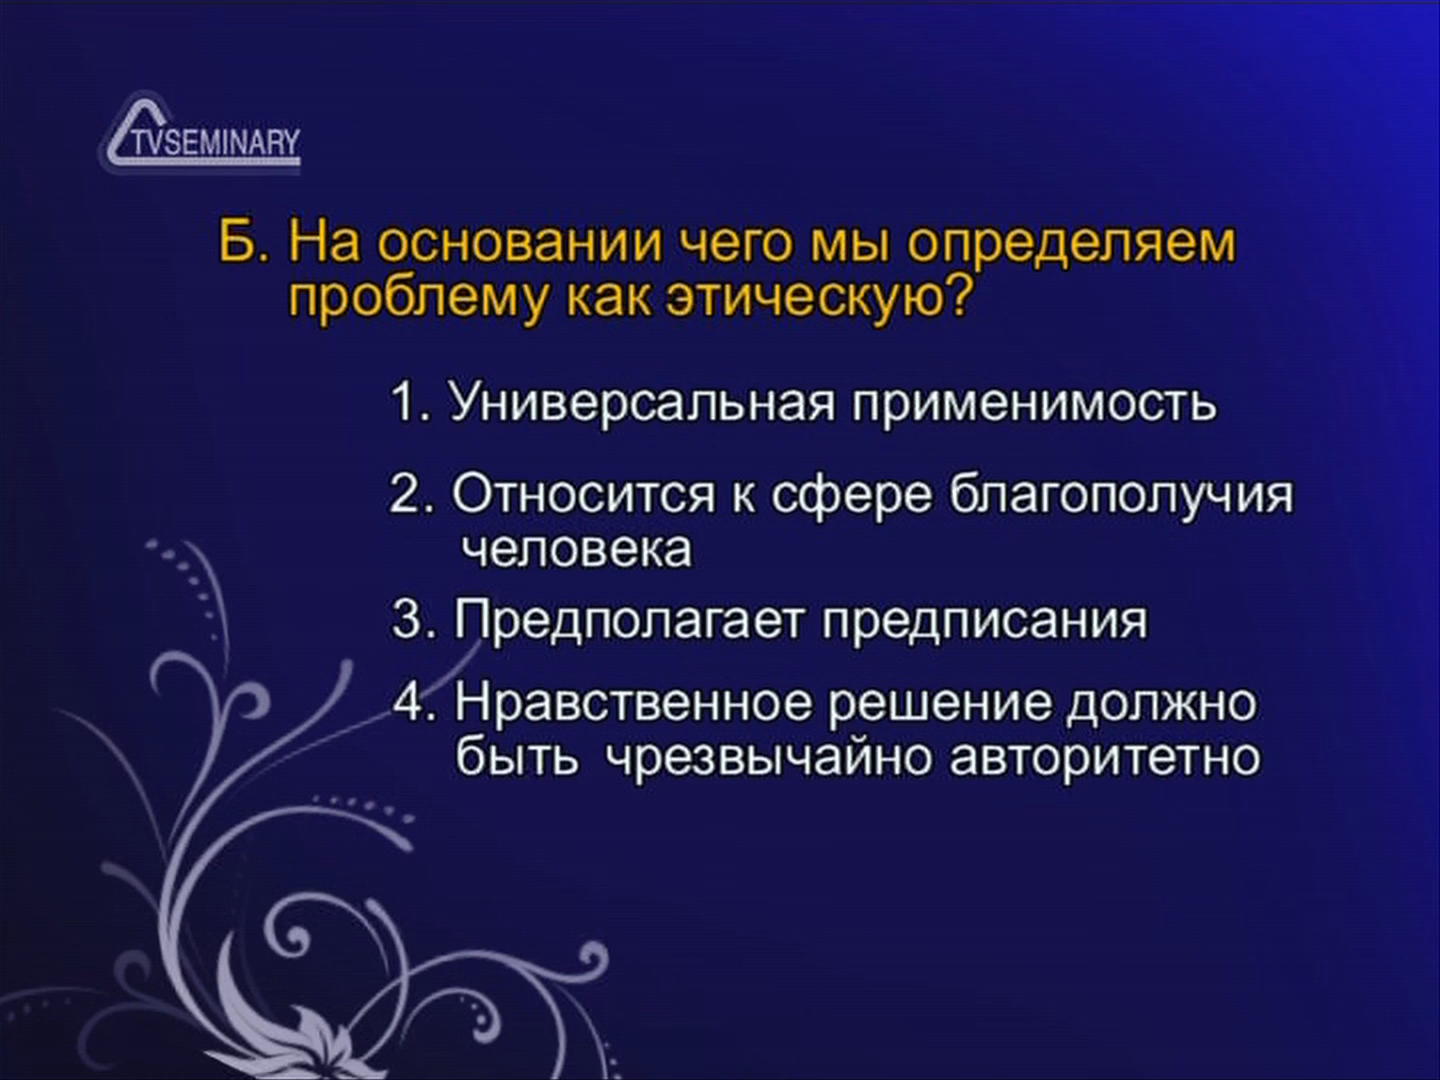 TVSEMINARY
Б. На основании чего мы определяем
проблему как этическую?
1. Универсальная применимость
2. Относится к сфере благополучия
человека
3. Предполагает предписания
4. Нравственное решение должно
быть чрезвычайно авторитетно